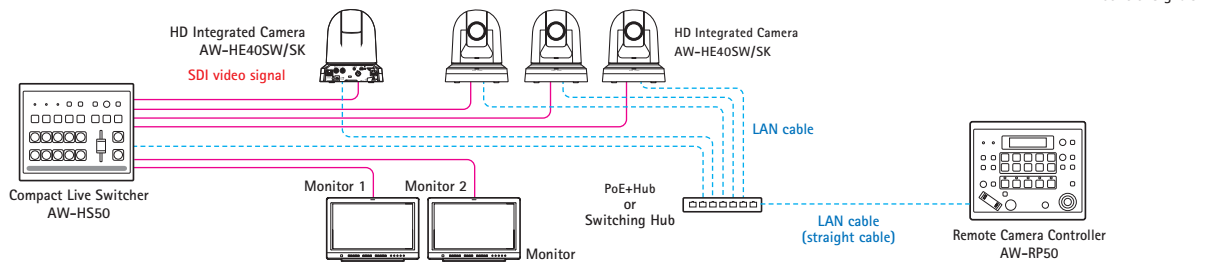 HD Integrated Camera
AW-HE40SW/SK
SDI video signal
HD Integrated Camera
AW-HE40SW/SK
LAN cable
Compact Live Switcher
AW-HS50
Monitor 1
Monitor 2
Monitor
PoE+Hub
or
Switching Hub
LAN cable
(straight cable)
Remote Camera Controller
AW-RP50